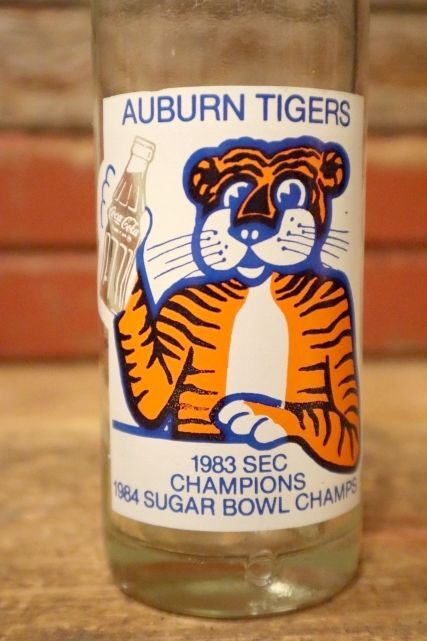 AUBURN TIGERS
Coca-Cola
1983 SEC
CHAMPIONS
1984 SUGAR BOWL CHAMPS